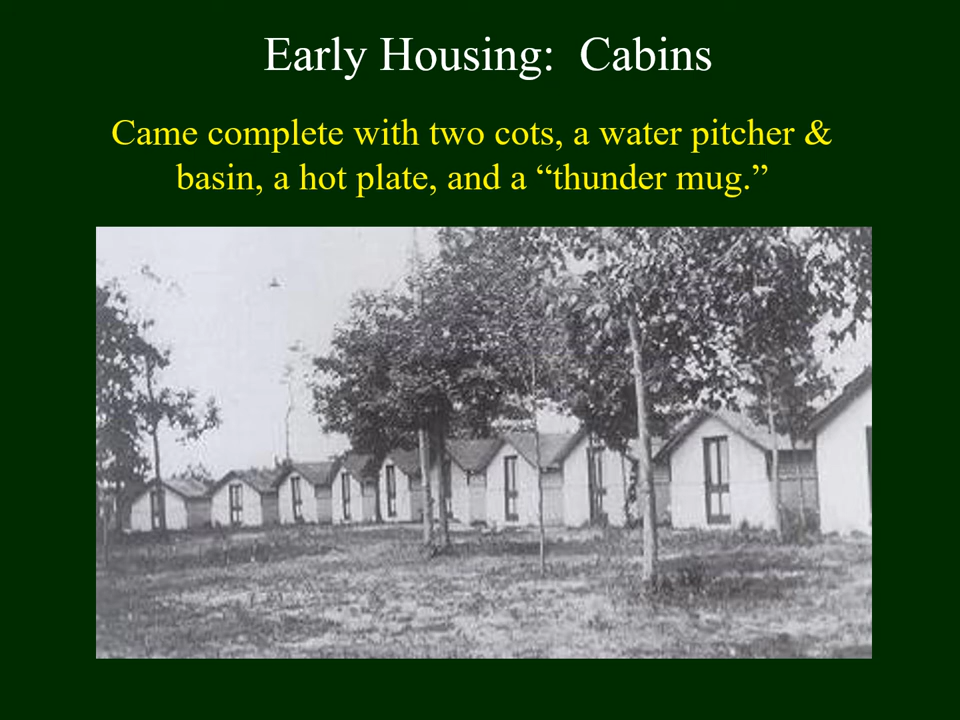 Early Housing:  Cabins
Came complete with two cots, a water pitcher &
basin, a hot plate, and a “thunder mug.”